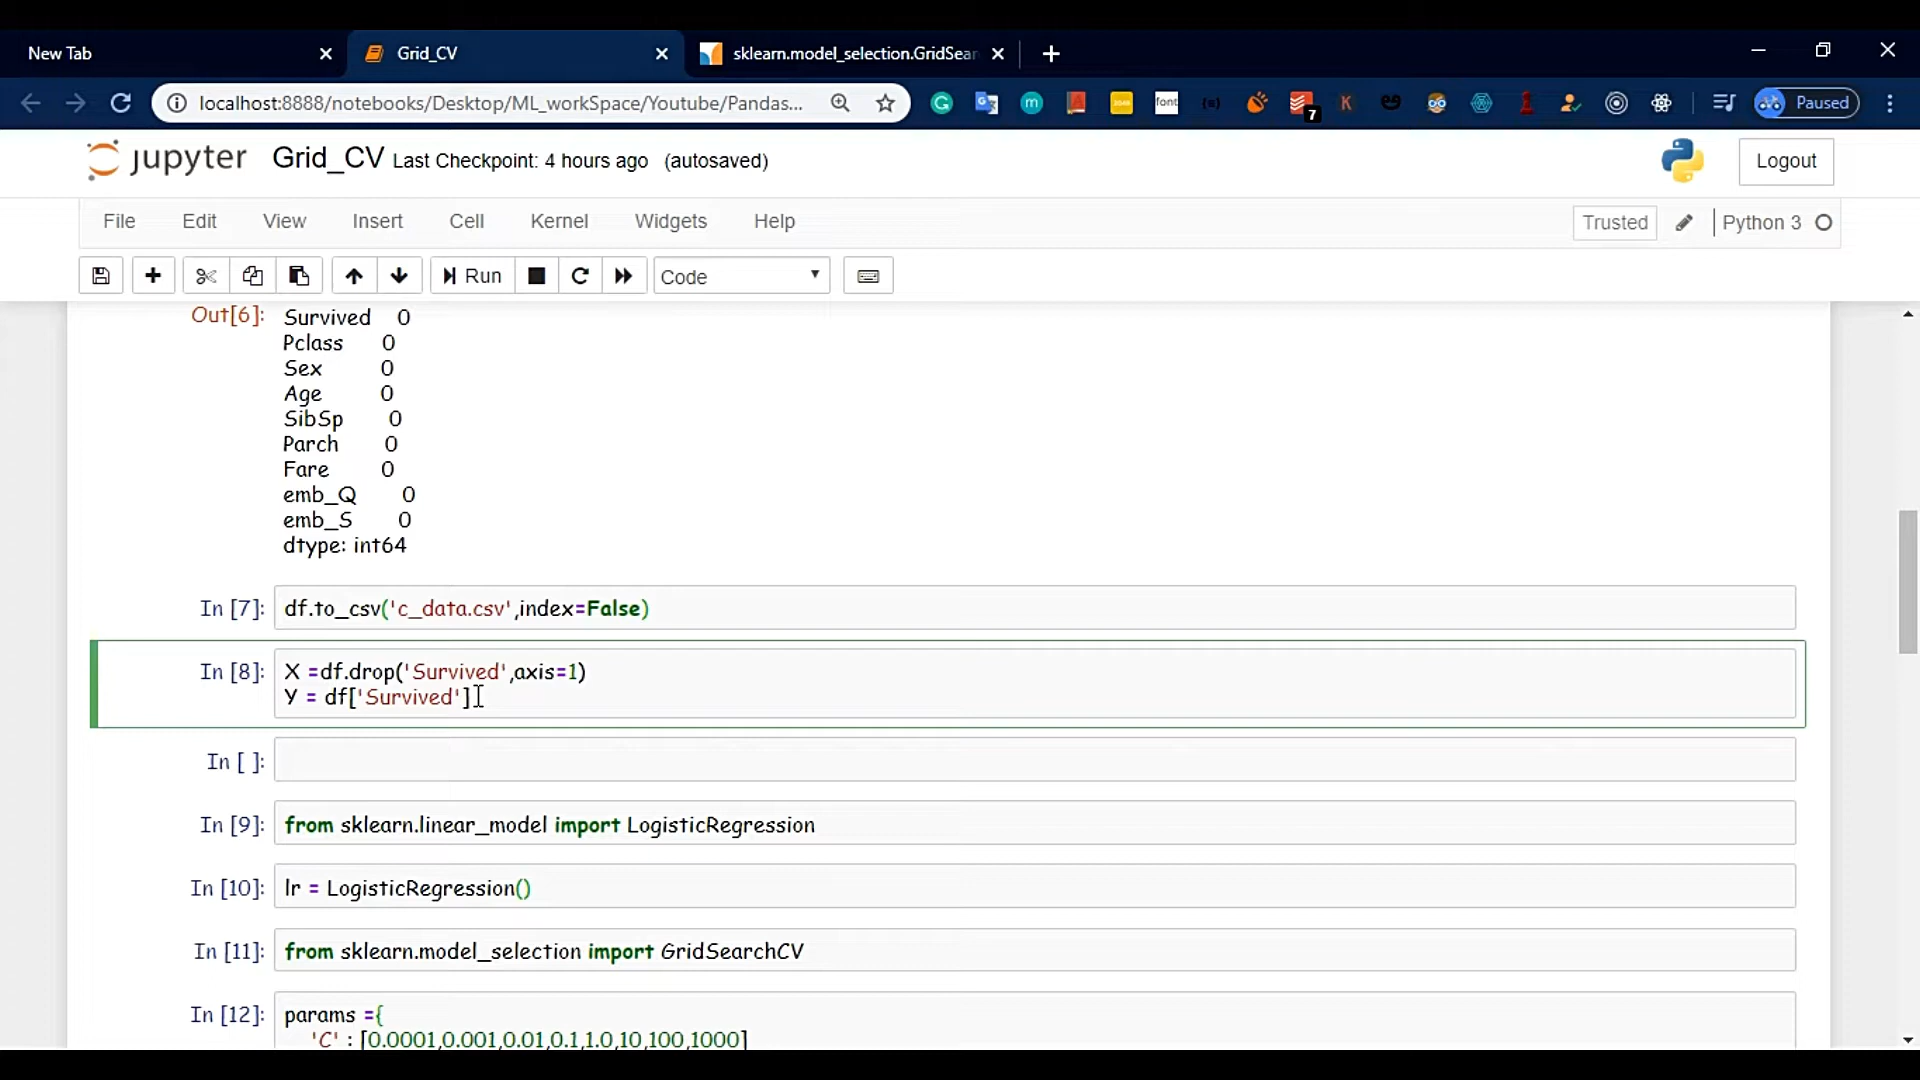 New Tab
Grid_CV
sklearn.model_selection.GridSear
localhost:8888/notebooks/Desktop/ML_workSpace/Youtube/Pandas...
font
7
Paused
jupyter Grid_CV Last Checkpoint: 4 hours ago (autosaved)
Logout
File Edit View Insert Cell Kernel Widgets Help
Trusted
Python 3
Run
Code
Out[6]: Survived 0
Pclass 0
Sex 0
Age 0
SibSp 0
Parch 0
Fare 0
emb_Q 0
emb_S 0
dtype: int64
In [7]: df.to_csv('c_data.csv',index=False)
In [8]: X =df.drop('Survived',axis=1)
Y = df['Survived']
In [ ]:
In [9]: from sklearn.linear_model import LogisticRegression
In [10]: lr = LogisticRegression()
In [11]: from sklearn.model_selection import GridSearchCV
In [12]: params ={
'C' : [0.0001,0.001,0.01,0.1,1.0,10,100,1000]